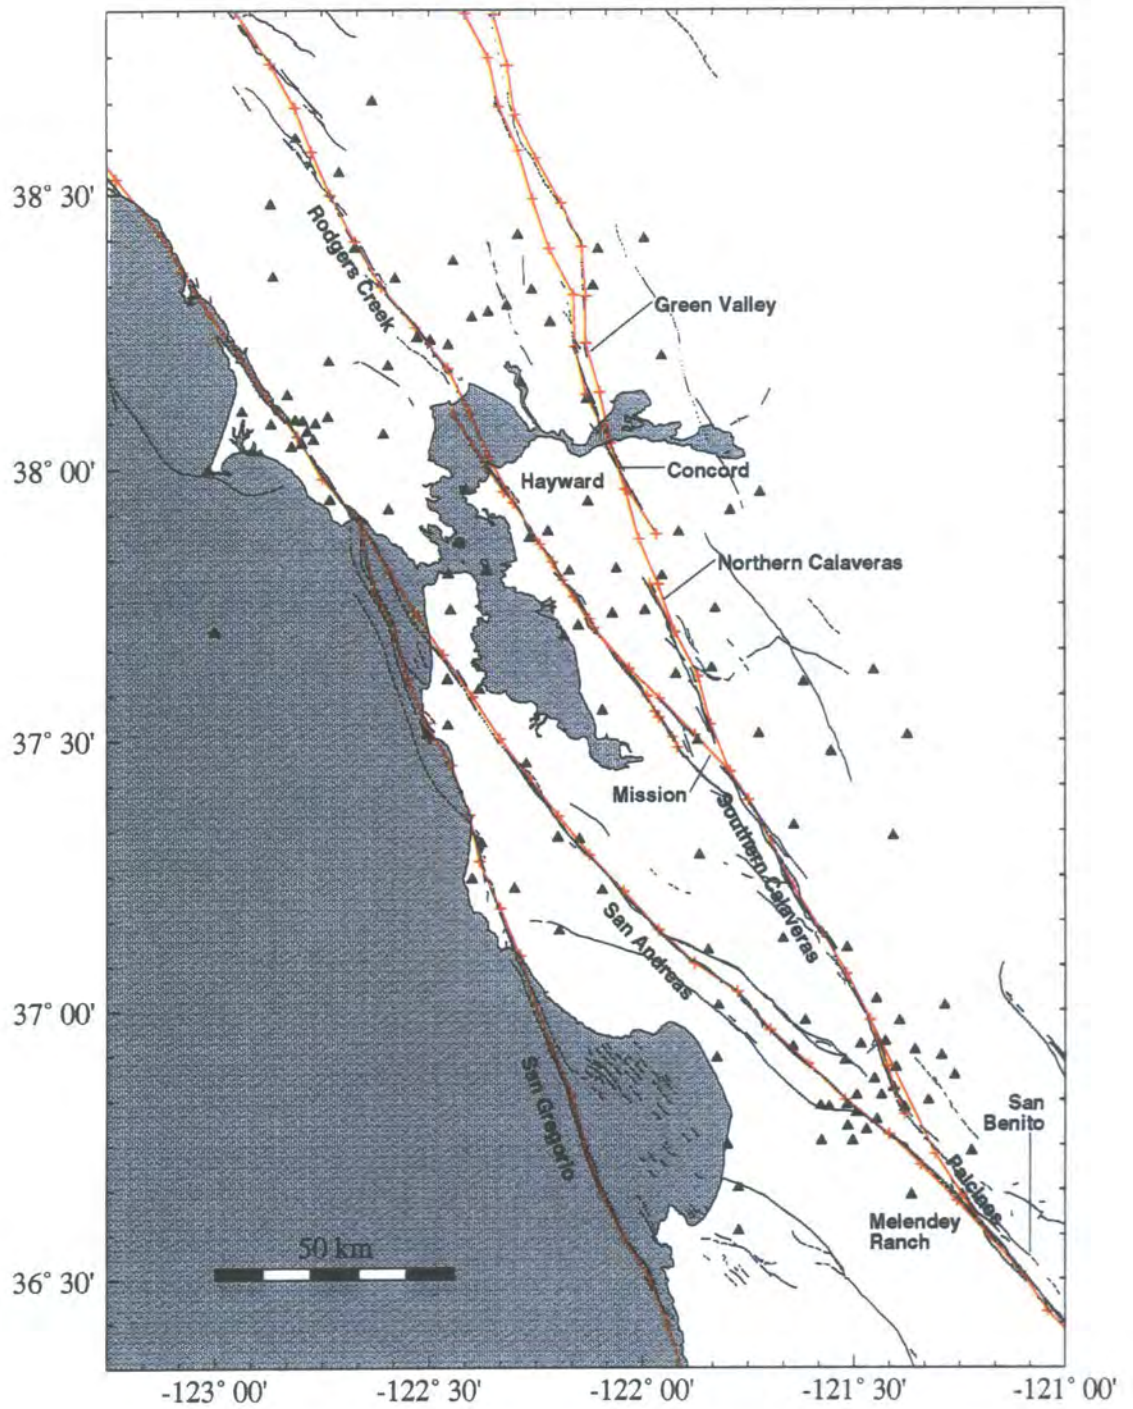 38° 30'
38° 00'
37° 30'
37° 00'
36° 30'
-123° 00'
-122° 30'
-122° 00'
-121° 30'
-121° 00'
Rodgers Creek
Green Valley
Concord
Hayward
Northern Calaveras
Mission
Southern Calaveras
San Andreas
San Gregorio
San
Benito
Paicines
Melendey
Ranch
50 km